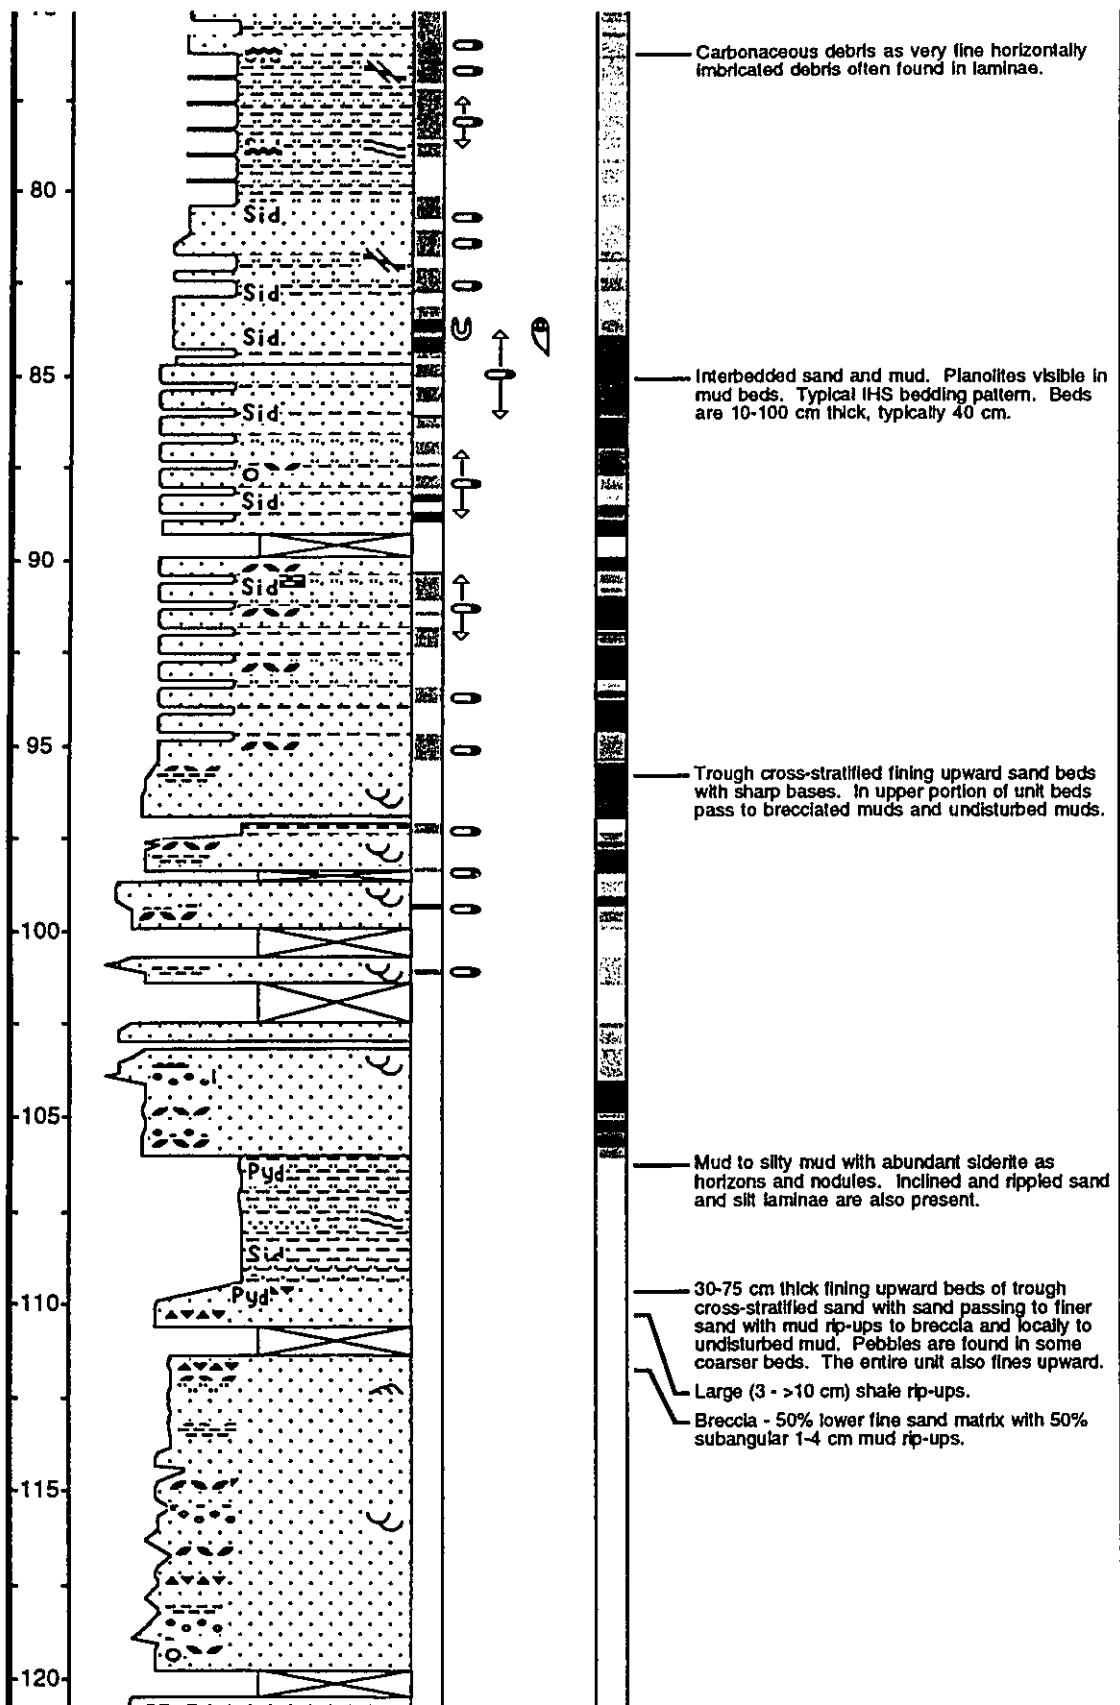 Carbonaceous debris as very fine horizontally
imbricated debris often found in laminae.
80
Sid
Sid
Sid
85
Interbedded sand and mud. Planolites visible in
mud beds. Typical IHS bedding pattern. Beds
are 10-100 cm thick, typically 40 cm.
Sid
Sid
90
Sid
95
Trough cross-stratified fining upward sand beds
with sharp bases. In upper portion of unit beds
pass to brecciated muds and undisturbed muds.
100
105
Pyd
Mud to silty mud with abundant siderite as
horizons and nodules. Inclined and rippled sand
and silt laminae are also present.
Sid
Pyd
110
30-75 cm thick fining upward beds of trough
cross-stratified sand with sand passing to finer
sand with mud rip-ups to breccia and locally to
undisturbed mud. Pebbles are found in some
coarser beds. The entire unit also fines upward.
Large (3 - >10 cm) shale rip-ups.
Breccia - 50% lower fine sand matrix with 50%
subangular 1-4 cm mud rip-ups.
115
120